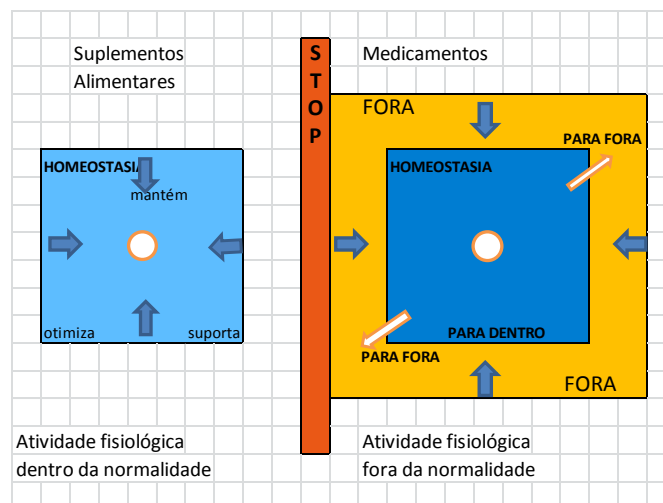 Suplementos
Alimentares
HOMEOSTASIA
mantém
otimiza
suporta
Atividade fisiológica
dentro da normalidade
S
T
O
P
Medicamentos
FORA
PARA FORA
HOMEOSTASIA
PARA DENTRO
PARA FORA
FORA
Atividade fisiológica
fora da normalidade